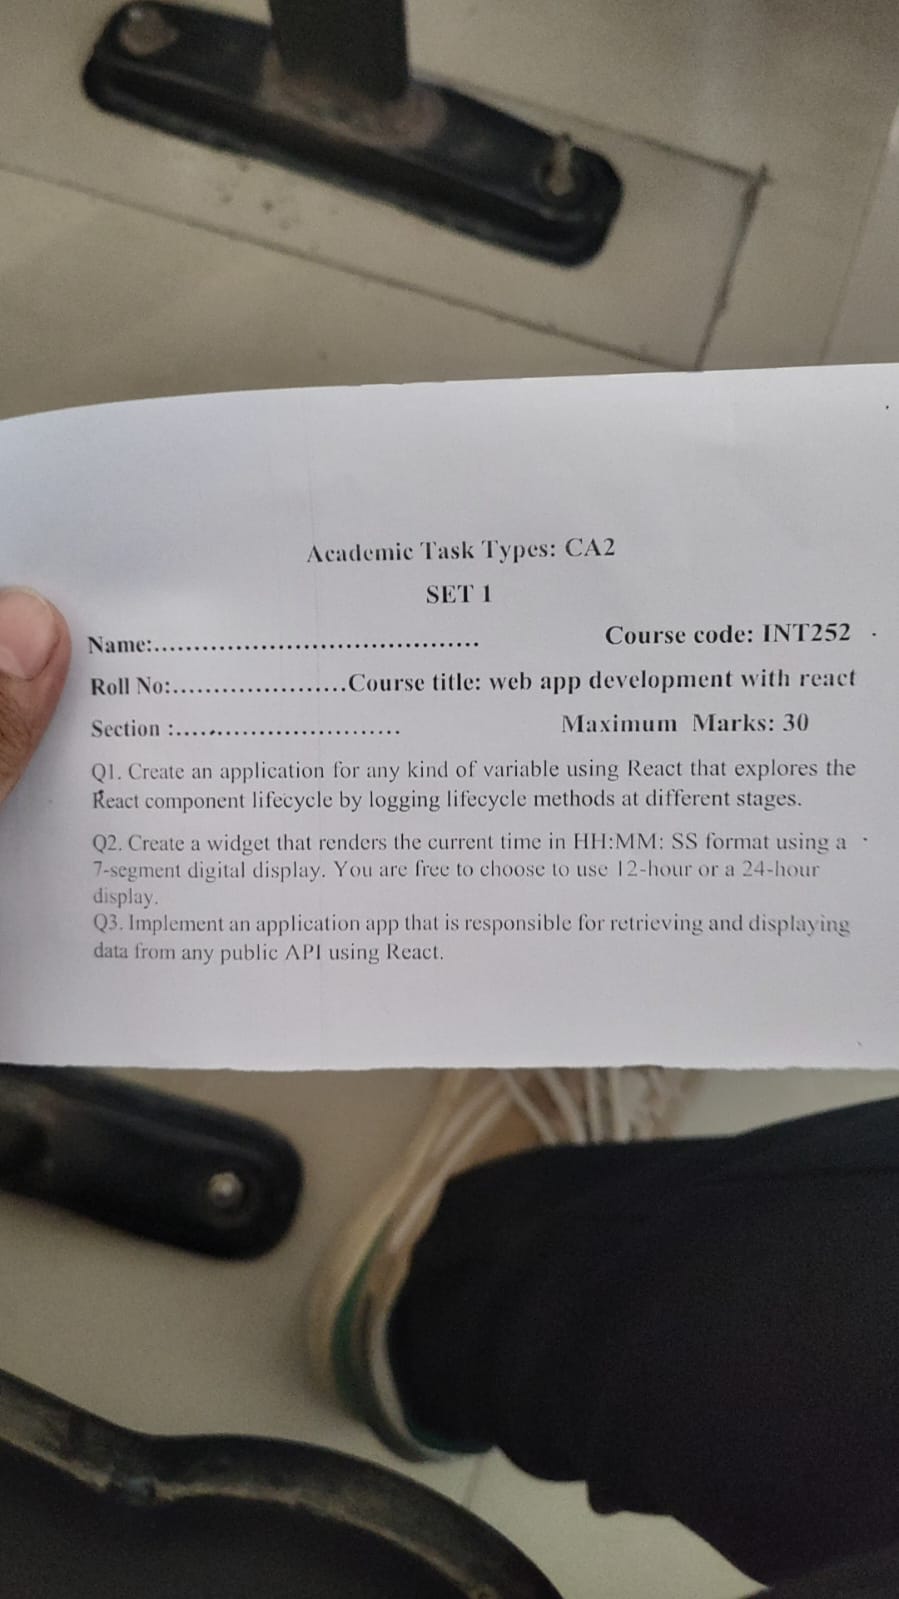 Academic Task Types: CA2
SET 1
Name:........................................ Course code: INT252
Roll No:.....................Course title: web app development with react
Section :............................ Maximum Marks: 30
Q1. Create an application for any kind of variable using React that explores the
React component lifecycle by logging lifecycle methods at different stages.
Q2. Create a widget that renders the current time in HH:MM: SS format using a
7-segment digital display. You are free to choose to use 12-hour or a 24-hour
display.
Q3. Implement an application app that is responsible for retrieving and displaying
data from any public API using React.